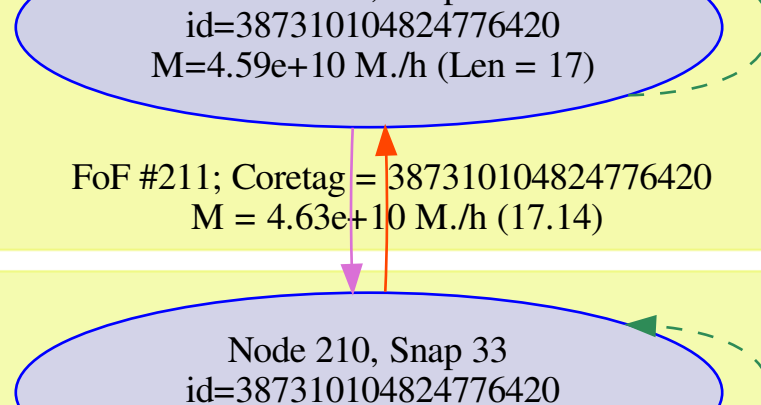 id=387310104824776420
M=4.59e+10 M./h (Len = 17)
FoF #211; Coretag = 387310104824776420
M = 4.63e+10 M./h (17.14)
Node 210, Snap 33
id=387310104824776420